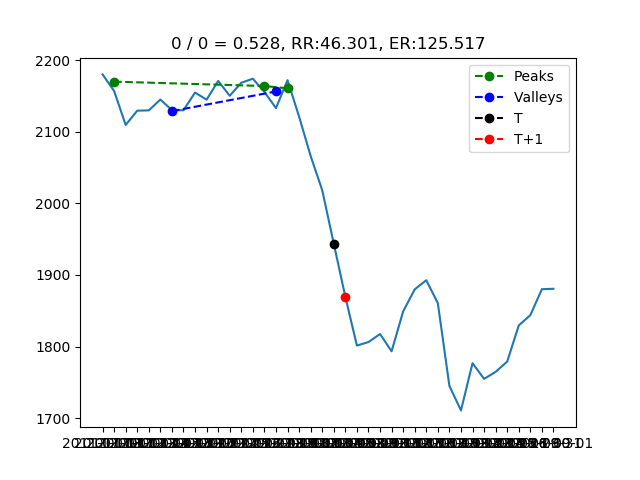 0 / 0 = 0.528, RR:46.301, ER:125.517
2200
2100
2000
1900
1800
1700
Peaks
Valleys
T
T+1